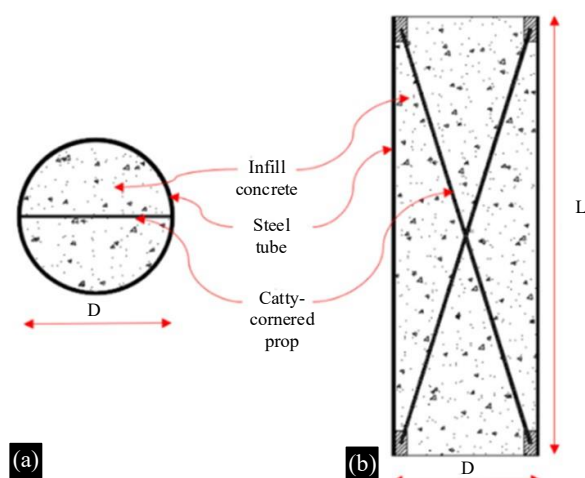 Infill
concrete
Steel
tube
Catty-
cornered
prop
D
L
D
(a)
(b)